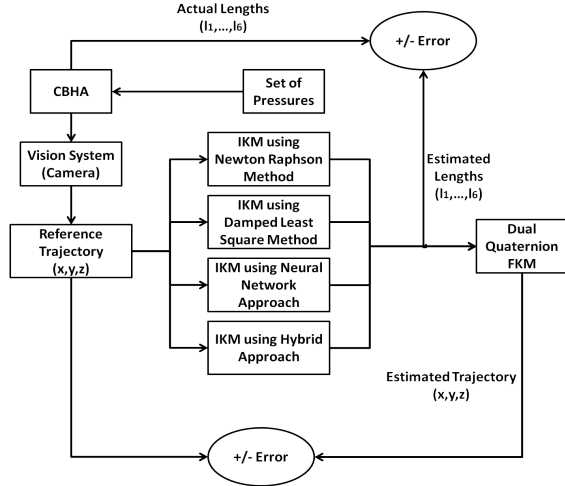 Actual Lengths
(l1,...,l6)
+/- Error
CBHA
Set of
Pressures
Vision System
(Camera)
IKM using
Newton Raphson
Method
Estimated
Lengths
(l1,...,l6)
Reference
Trajectory
(x,y,z)
IKM using
Damped Least
Square Method
Dual
Quaternion
FKM
IKM using Neural
Network
Approach
IKM using Hybrid
Approach
Estimated Trajectory
(x,y,z)
+/- Error